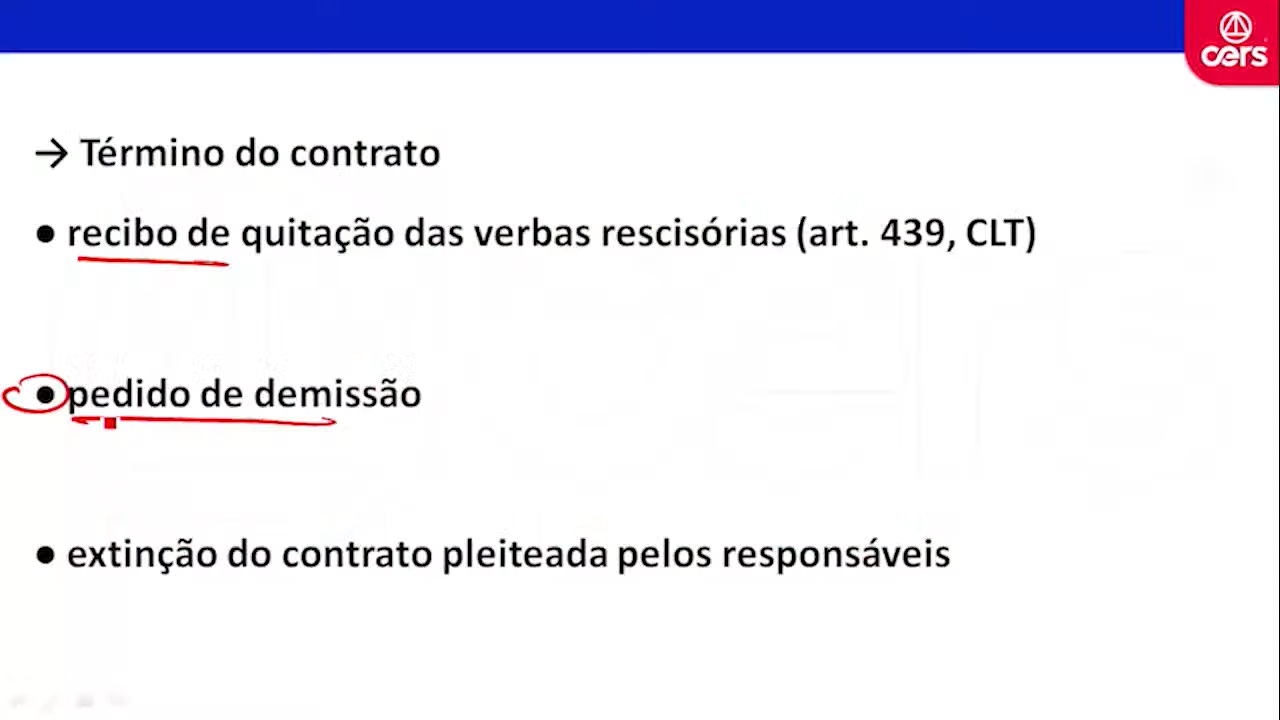 cers
→ Término do contrato
● recibo de quitação das verbas rescisórias (art. 439, CLT)
● pedido de demissão
● extinção do contrato pleiteada pelos responsáveis